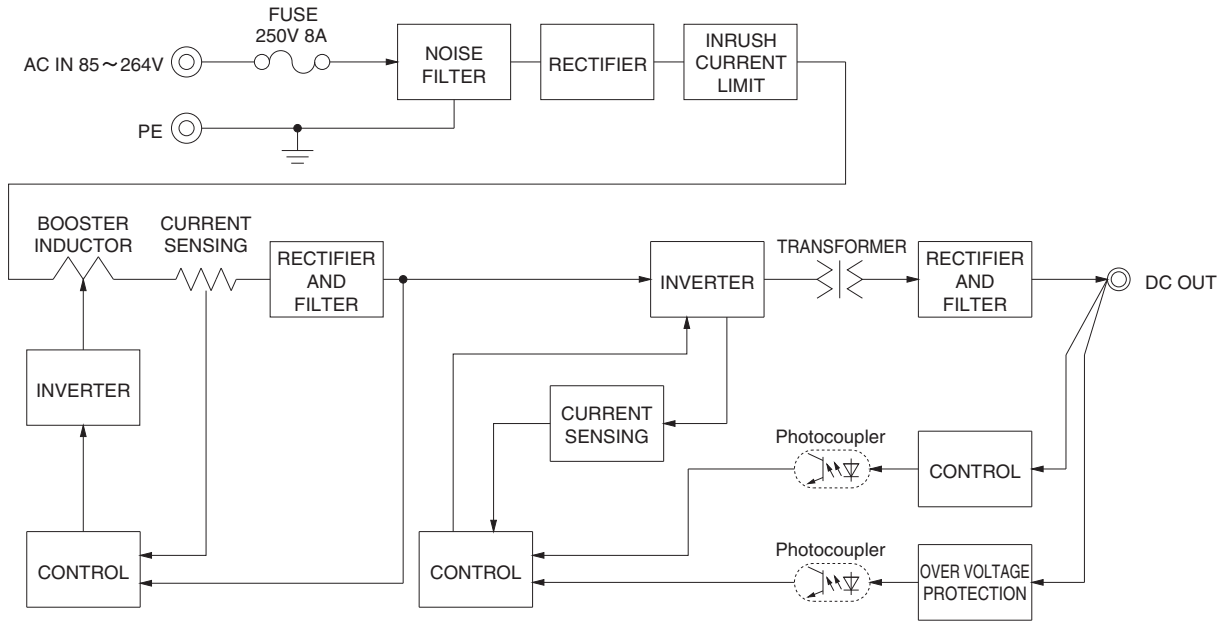 FUSE
250V 8A
AC IN 85～264V
NOISE
FILTER
RECTIFIER
INRUSH
CURRENT
LIMIT
PE
BOOSTER
INDUCTOR
CURRENT
SENSING
RECTIFIER
AND
FILTER
INVERTER
TRANSFORMER
RECTIFIER
AND
FILTER
DC OUT
INVERTER
CURRENT
SENSING
Photocoupler
CONTROL
CONTROL
CONTROL
Photocoupler
OVER VOLTAGE
PROTECTION